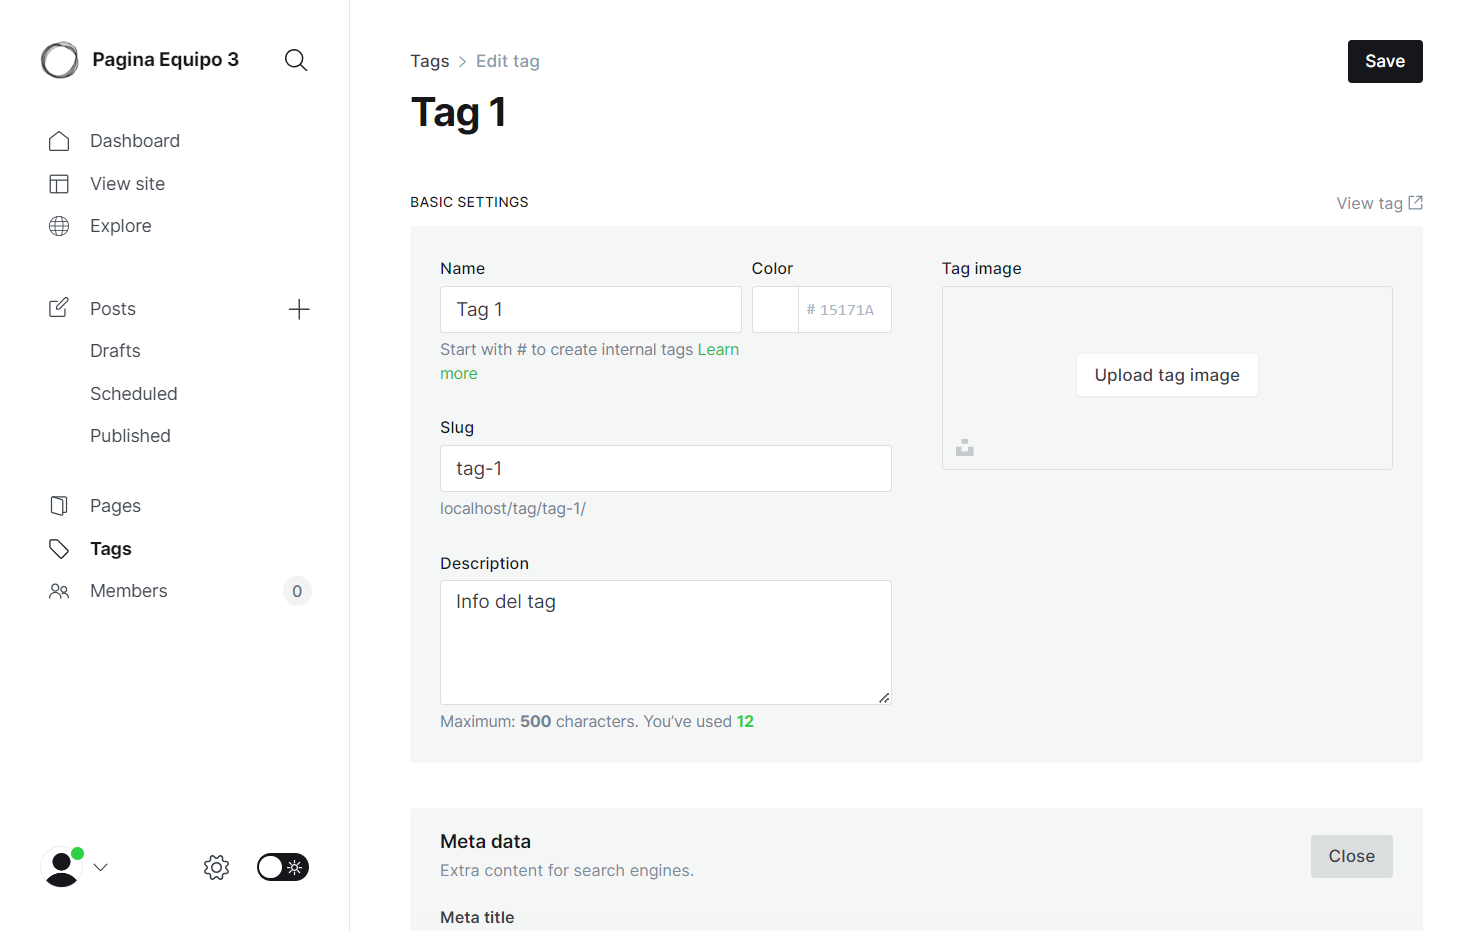 Pagina Equipo 3
Dashboard
View site
Explore
Posts
Drafts
Scheduled
Published
Pages
Tags
Members
0
Tags > Edit tag
Save
Tag 1
BASIC SETTINGS
View tag
Name
Tag 1
Start with # to create internal tags Learn
more
Color
# 15171A
Slug
tag-1
localhost/tag/tag-1/
Description
Info del tag
Maximum: 500 characters. You've used 12
Tag image
Upload tag image
Meta data
Extra content for search engines.
Close
Meta title